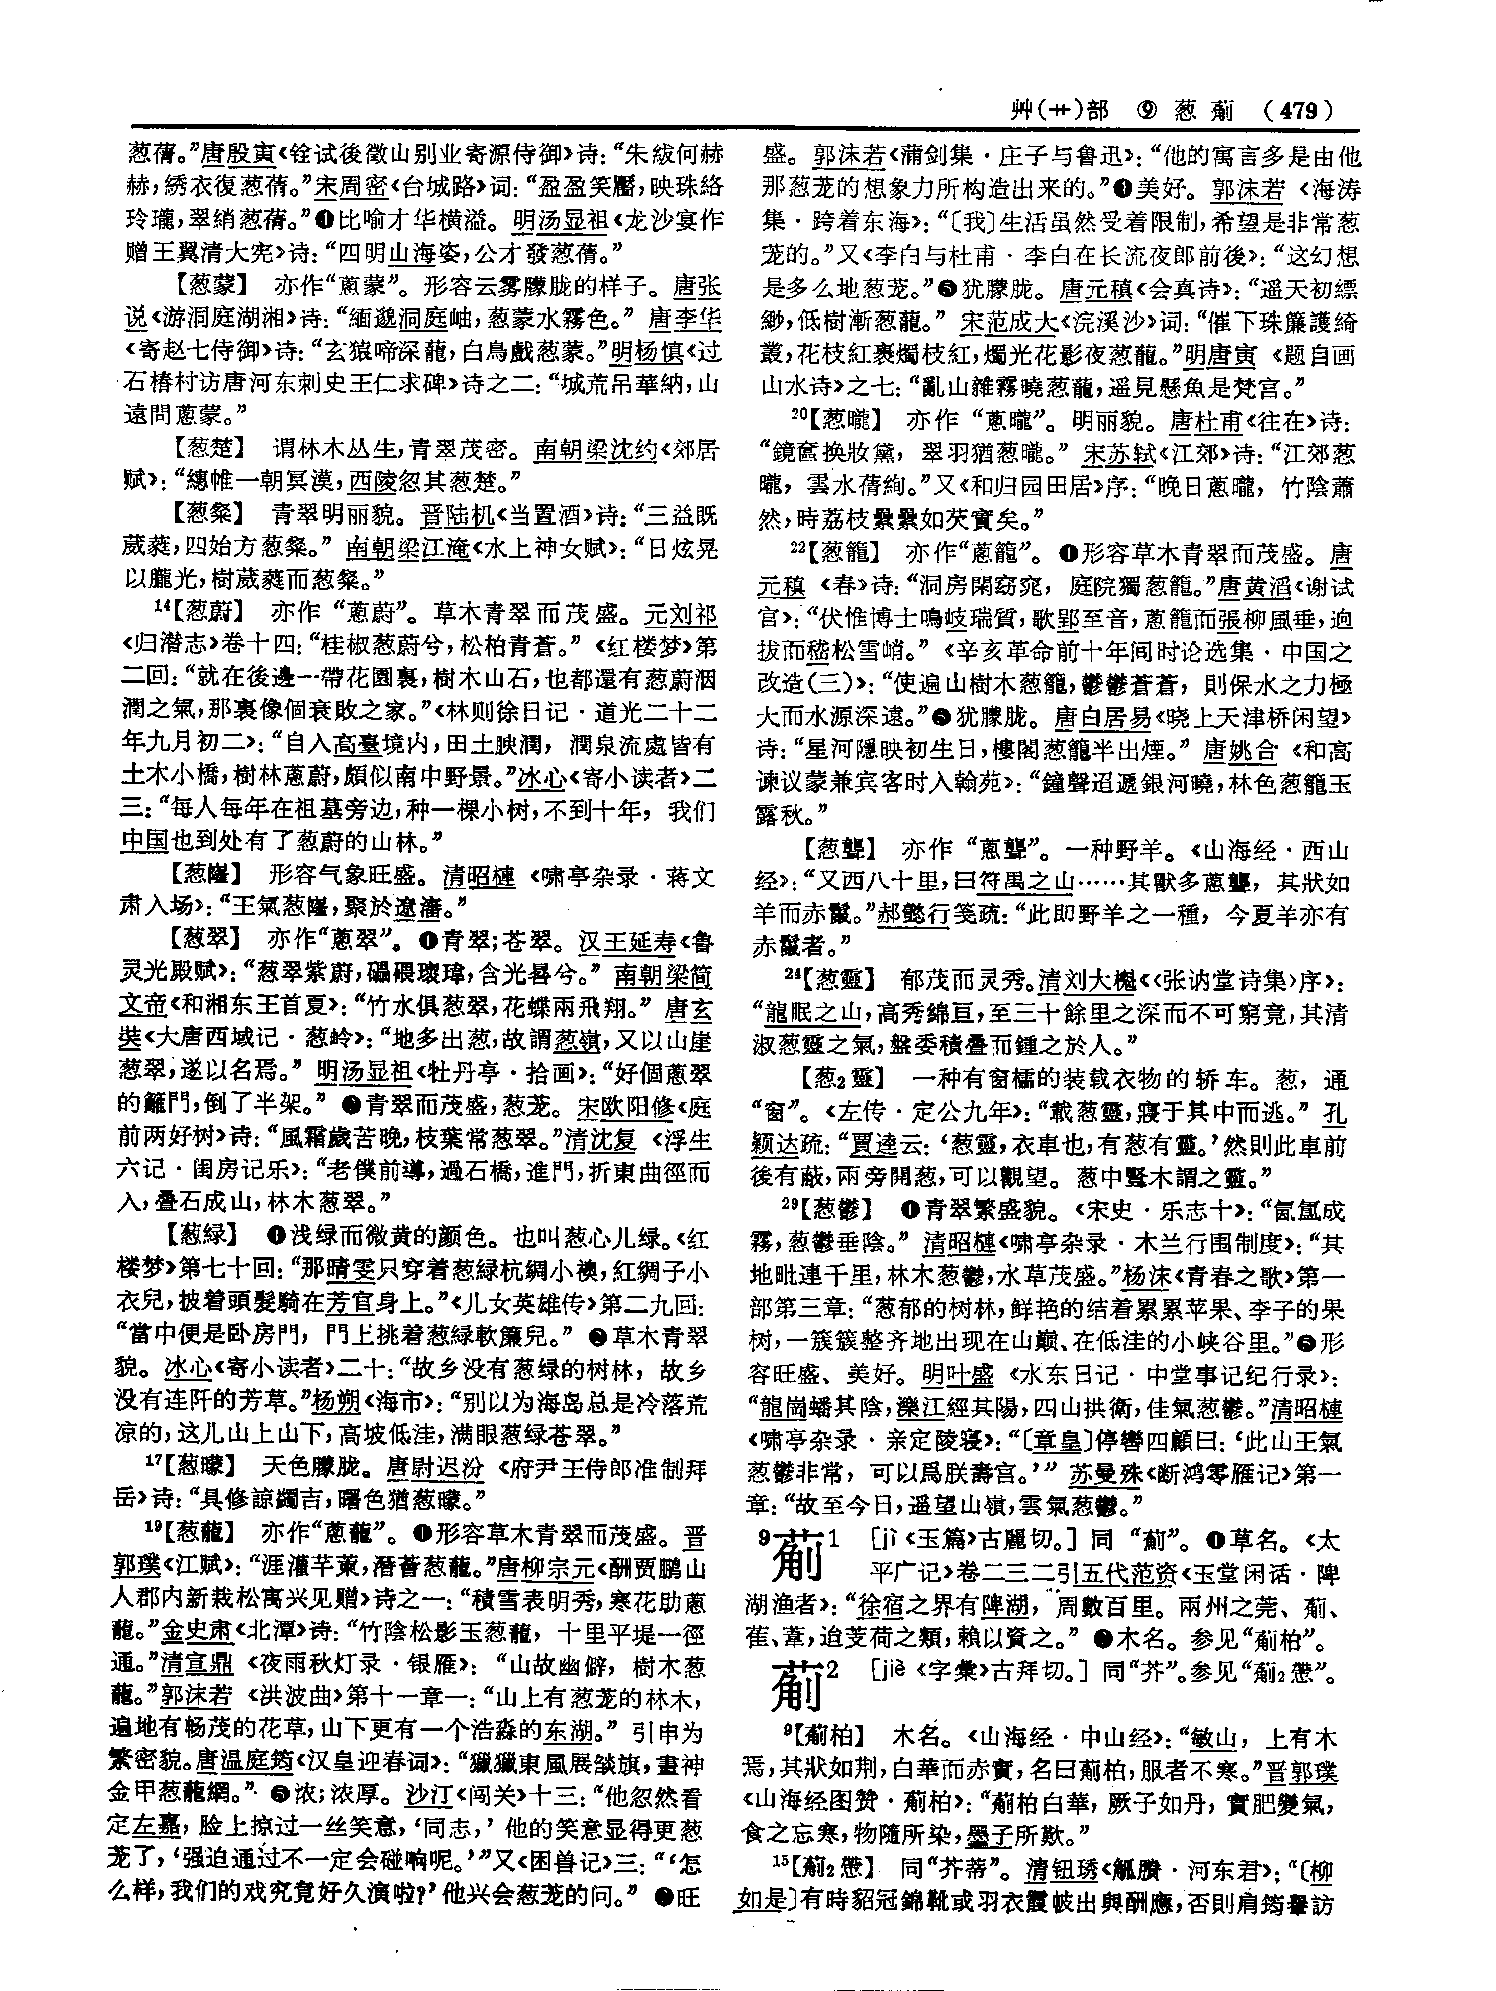 艸(艹)部 ⑨ 葱 葪 (479)
葱蒨。”唐殷寅《铨试後徵山别业寄源侍御》诗：“朱紱何赫
赫，綉衣復葱蒨。”宋周密《台城路》词：“盈盈笑靨，映珠絡
玲瓏，翠綃葱蒨。”❹比喻才华横溢。明汤显祖《龙沙宴作
赠王翼清大宪》诗：“四明山海姿，公才發葱蒨。”
【葱蒙】 亦作“蔥蒙”。形容云雾朦胧的样子。唐张
说《游洞庭湖湘》诗：“緬邈洞庭岫，葱蒙水霧色。”唐李华
《寄赵七侍御》诗：“玄猿啼深蘢，白鳥戲葱蒙。”明杨慎《过
石椿村访唐河东刺史王仁求碑》诗之二：“城荒吊華納，山
遠問蔥蒙。”
【葱楚】 谓林木丛生，青翠茂密。南朝梁沈约《郊居
赋》：“繐帷一朝冥漠，西陵忽其葱楚。”
【葱粲】 青翠明丽貌。晋陆机《当置酒》诗：“三益既
葳蕤，四始方葱粲。”南朝梁江淹《水上神女赋》：“日炫晃
以朧光，樹葳蕤而葱粲。”
14【葱蔚】 亦作“蔥蔚”。草木青翠而茂盛。元刘祁
《归潜志》卷十四：“桂椒葱蔚兮，松柏青蒼。”《红楼梦》第
二回：“就在後邊一帶花園裏，樹木山石，也都還有葱蔚洇
潤之氣，那裏像個衰敗之家。”《林则徐日记·道光二十二
年九月初二》：“自入高臺境内，田土腴潤，澗泉流處皆有
土木小橋，樹林蔥蔚，頗似南中野景。”冰心《寄小读者》二
三：“每人每年在祖墓旁边，种一棵小树，不到十年，我们
中国也到处有了葱蔚的山林。”
【葱嶐】 形容气象旺盛。清昭槤《啸亭杂录·蒋文
肃入场》：“王氣葱嶐，聚於遼瀋。”
【葱翠】 亦作“蔥翠”。❶青翠；苍翠。汉王延寿《鲁
灵光殿赋》：“葱翠紫蔚，礧碨瓌瑋，含光晷兮。”南朝梁简
文帝《和湘东王首夏》：“竹水俱葱翠，花蝶兩飛翔。”唐玄
奘《大唐西域记·葱岭》：“地多出葱，故謂葱嶺，又以山崖
葱翠，遂以名焉。”明汤显祖《牡丹亭·拾画》：“好個蔥翠
的籬門，倒了半架。”❷青翠而茂盛，葱茏。宋欧阳修《庭
前两好树》诗：“風霜歲苦晚，枝葉常葱翠。”清沈复《浮生
六记·闺房记乐》：“老僕前導，過石橋，進門，折東曲徑而
入，叠石成山，林木葱翠。”
【葱緑】 ❶浅绿而微黄的颜色。也叫葱心儿绿。《红
楼梦》第七十回：“那晴雯只穿着葱緑杭綢小襖，紅綢子小
衣兒，披着頭髮騎在芳官身上。”《儿女英雄传》第二九回：
“當中便是卧房門，門上挑着葱緑軟簾兒。”❷草木青翠
貌。冰心《寄小读者》二十：“故乡没有葱绿的树林，故乡
没有连阡的芳草。”杨朔《海市》：“别以为海岛总是冷落荒
凉的，这儿山上山下，高坡低洼，满眼葱绿苍翠。”
17【葱曚】 天色朦胧。唐尉迟汾《府尹王侍郎准制拜
岳》诗：“具修諒蠲吉，曙色猶葱曚。”
19【葱蘢】 亦作“蔥蘢”。❶形容草木青翠而茂盛。晋
郭璞《江赋》：“涯灌芊萰，潛薈葱蘢。”唐柳宗元《酬贾鹏山
人郡内新栽松寓兴见赠》诗之一：“積雪表明秀，寒花助蔥
蘢。”金史肃《北潭》诗：“竹陰松影玉葱蘢，十里平堤一徑
通。”清宣鼎《夜雨秋灯录·银雁》：“山故幽僻，樹木葱
蘢。”郭沫若《洪波曲》第十一章一：“山上有葱茏的林木，
遍地有畅茂的花草，山下更有一个浩淼的东湖。”引申为
繁密貌。唐温庭筠《汉皇迎春词》：“獵獵東風展燄旗，畫神
金甲葱蘢網。”❷浓；浓厚。沙汀《闯关》十三：“他忽然看
定左嘉，脸上掠过一丝笑意，‘同志，’他的笑意显得更葱
茏了，‘强迫通过不一定会碰响呢。’”又《困兽记》三：“‘怎
么样，我们的戏究竟好久演啦？’他兴会葱茏的问。”❸旺
盛。郭沫若《蒲剑集·庄子与鲁迅》：“他的寓言多是由他
那葱茏的想象力所构造出来的。”❹美好。郭沫若《海涛
集·跨着东海》：“〔我〕生活虽然受着限制，希望是非常葱
茏的。”又《李白与杜甫·李白在长流夜郎前後》：“这幻想
是多么地葱茏。”❺犹朦胧。唐元稹《会真诗》：“遥天初縹
緲，低樹漸葱蘢。”宋范成大《浣溪沙》词：“催下珠簾護綺
叢，花枝紅裹燭枝紅，燭光花影夜葱蘢。”明唐寅《题自画
山水诗》之七：“亂山雜霧曉葱蘢，遥見懸魚是梵宫。”
20【葱曨】 亦作“蔥曨”。明丽貌。唐杜甫《往在》诗：
“鏡奩换妝黛，翠羽猶葱曨。”宋苏轼《江郊》诗：“江郊葱
曨，雲水蒨絢。”又《和归园田居》序：“晚日蔥曨，竹陰蕭
然，時荔枝纍纍如芡實矣。”
22【葱籠】 亦作“蔥籠”。❶形容草木青翠而茂盛。唐
元稹《春》诗：“洞房閑窈窕，庭院獨葱籠。”唐黄滔《谢试
官》：“伏惟博士鳴岐瑞質，歌郢至音，蔥籠而張柳風垂，迥
拔而嵇松雪峭。”《辛亥革命前十年间时论选集·中国之
改造（三）》：“使遍山樹木葱籠，鬱鬱蒼蒼，則保水之力極
大而水源深遠。”❷犹朦胧。唐白居易《晓上天津桥闲望》
诗：“星河隱映初生日，樓閣葱籠半出煙。”唐姚合《和高
谏议蒙兼宾客时入翰苑》：“鐘聲迢遞銀河曉，林色葱籠玉
露秋。”
【葱聾】 亦作“蔥聾”。一种野羊。《山海经·西山
经》：“又西八十里，曰符禺之山……其獸多蔥聾，其狀如
羊而赤鬣。”郝懿行笺疏：“此即野羊之一種，今夏羊亦有
赤鬣者。”
24【葱靈】 郁茂而灵秀。清刘大櫆《〈张讷堂诗集〉序》：
“龍眠之山，高秀綿亘，至三十餘里之深而不可窮竟，其清
淑葱靈之氣，盤委積叠而鍾之於人。”
【葱2靈】 一种有窗檽的装载衣物的轿车。葱，通
“窗”。《左传·定公九年》：“載葱靈，寢于其中而逃。”孔
颖达疏：“賈逵云：‘葱靈，衣車也，有葱有靈。’然則此車前
後有蔽，兩旁開葱，可以觀望。葱中豎木謂之靈。”
29【葱鬱】 ❶青翠繁盛貌。《宋史·乐志十》：“氤氲成
霧，葱鬱垂陰。”清昭槤《啸亭杂录·木兰行围制度》：“其
地毗連千里，林木葱鬱，水草茂盛。”杨沫《青春之歌》第一
部第三章：“葱郁的树林，鲜艳的结着累累苹果、李子的果
树，一簇簇整齐地出现在山巅、在低洼的小峡谷里。”❷形
容旺盛、美好。明叶盛《水东日记·中堂事记纪行录》：
“龍崗蟠其陰，灤江經其陽，四山拱衛，佳氣葱鬱。”清昭槤
《啸亭杂录·亲定陵寝》：“〔章皇〕停轡四顧曰：‘此山王氣
葱鬱非常，可以爲朕壽宫。’”苏曼殊《断鸿零雁记》第一
章：“故至今日，遥望山嶺，雲氣葱鬱。”
9葪1 ［jì《玉篇》古麗切。］同“薊”。❶草名。《太
平广记》卷二三二引五代范资《玉堂闲话·陴
湖渔者》：“徐宿之界有陴湖，周數百里。兩州之莞、葪、
萑、葦，迨芰荷之類，賴以資之。”❷木名。参见“葪柏”。
葪2 ［jiè《字彙》古拜切。］同“芥”。参见“葪2蔕”。
9【葪柏】 木名。《山海经·中山经》：“敏山，上有木
焉，其狀如荆，白華而赤實，名曰葪柏，服者不寒。”晋郭璞
《山海经图赞·葪柏》：“葪柏白華，厥子如丹，實肥變氣，
食之忘寒，物隨所染，墨子所歎。”
15【葪2蔕】 同“芥蒂”。清钮琇《觚賸·河东君》：“〔柳
如是〕有時貂冠錦靴或羽衣霞帔出與酬應，否則肩筠轝訪